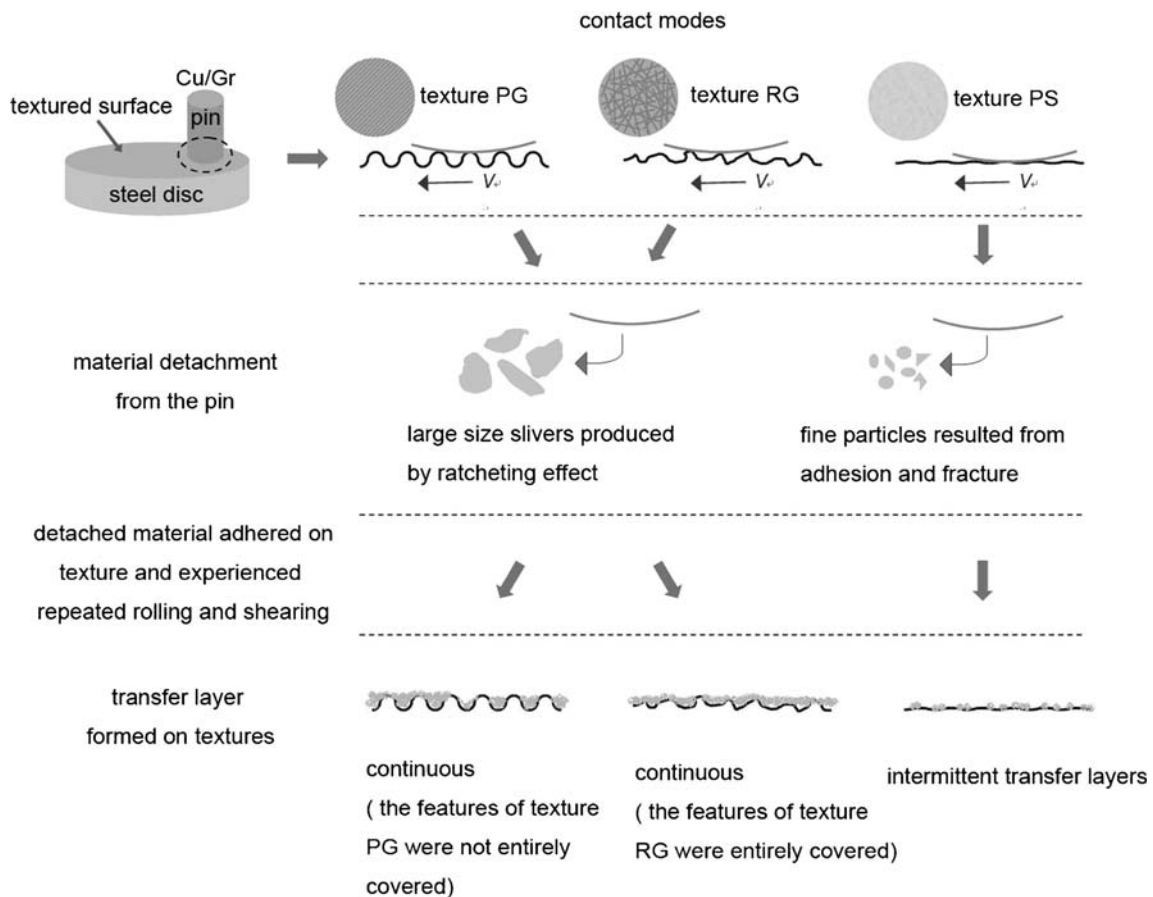 contact modes
Cu/Gr
textured surface
pin
steel disc
texture PG
texture RG
texture PS
V
V
V
material detachment
from the pin
large size slivers produced
by ratcheting effect
fine particles resulted from
adhesion and fracture
detached material adhered on
texture and experienced
repeated rolling and shearing
transfer layer
formed on textures
continuous
( the features of texture
PG were not entirely
covered)
continuous
( the features of texture
RG were entirely covered)
intermittent transfer layers